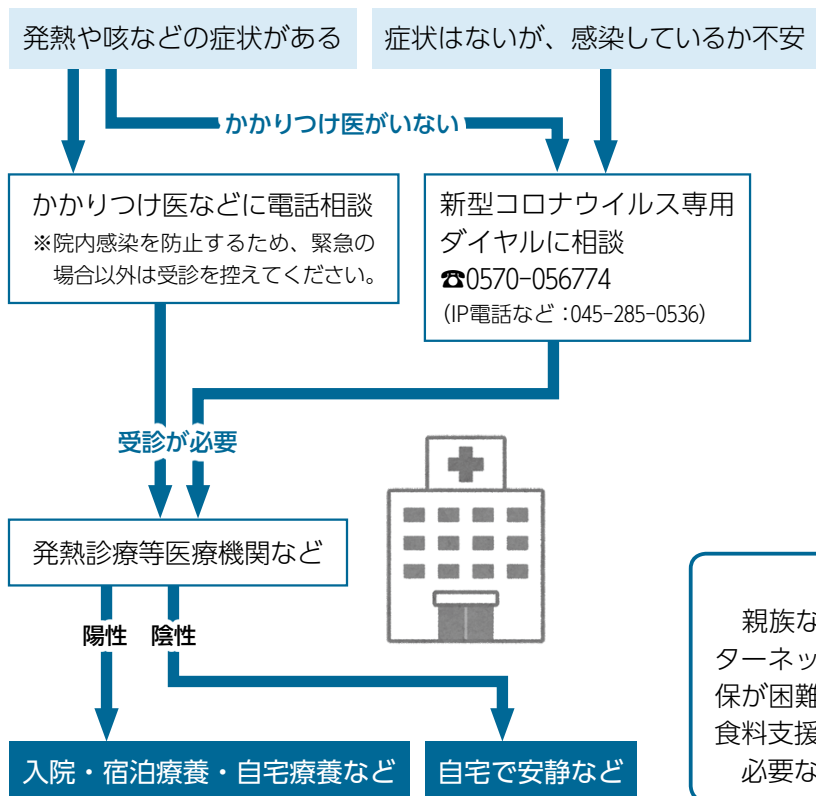 発熱や咳などの症状がある
症状はないが、感染しているか不安
かかりつけ医がいない
かかりつけ医などに電話相談
※院内感染を防止するため、緊急の
場合以外は受診を控えてください。
新型コロナウイルス専用
ダイヤルに相談
☎0570-056774
(IP電話など：045-285-0536)
受診が必要
発熱診療等医療機関など
陽性
陰性
入院・宿泊療養・自宅療養など
自宅で安静など
親族な
ターネッ
保が困難
食料支援
必要な